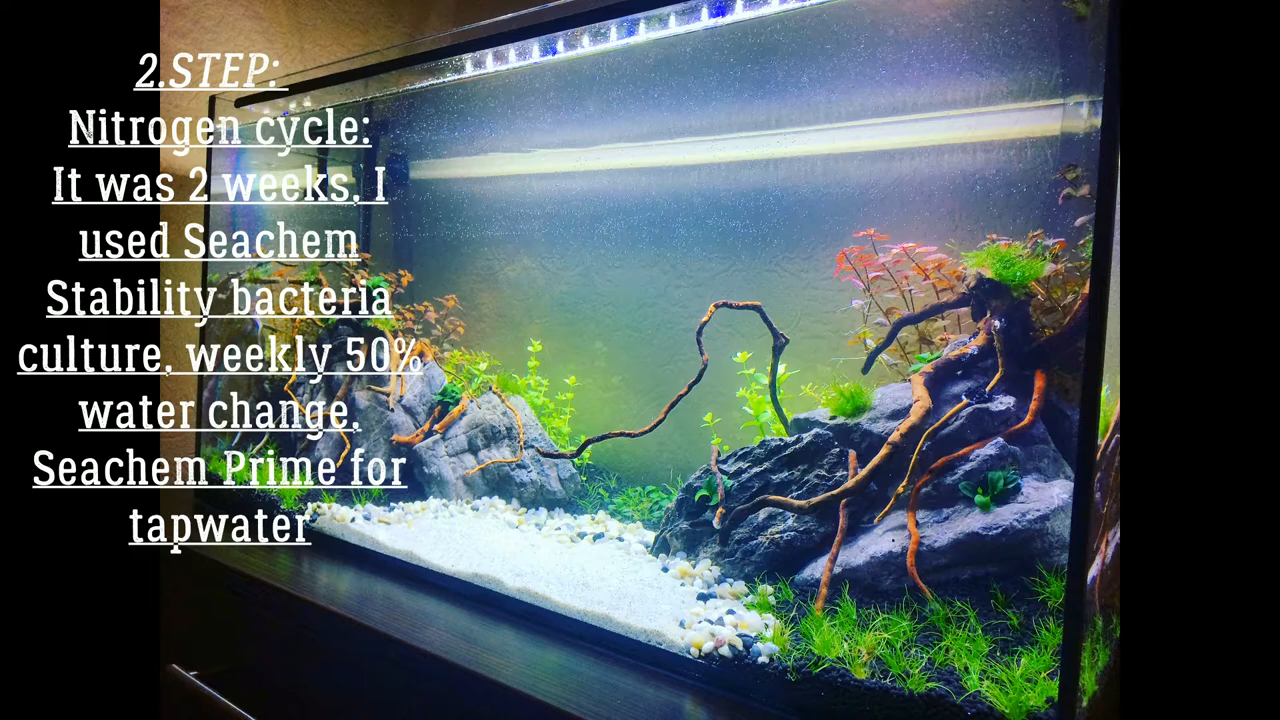 2.STEP:
Nitrogen cycle:
It was 2 weeks. I
used Seachem
Stability bacteria
culture, weekly 50%
water change.
Seachem Prime for
tapwater